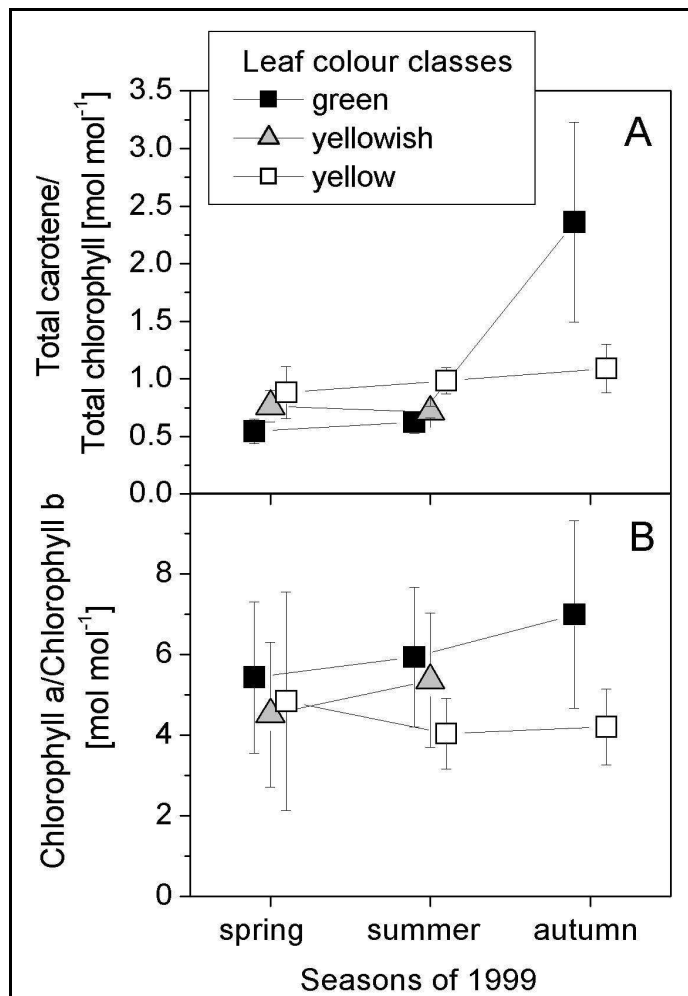 Leaf colour classes
green
yellowish
yellow
A
Total carotene/
Total chlorophyll [mol mol⁻¹]
3.5
3.0
2.5
2.0
1.5
1.0
0.5
0.0
B
Chlorophyll a/Chlorophyll b
[mol mol⁻¹]
8
6
4
2
0
spring summer autumn
Seasons of 1999